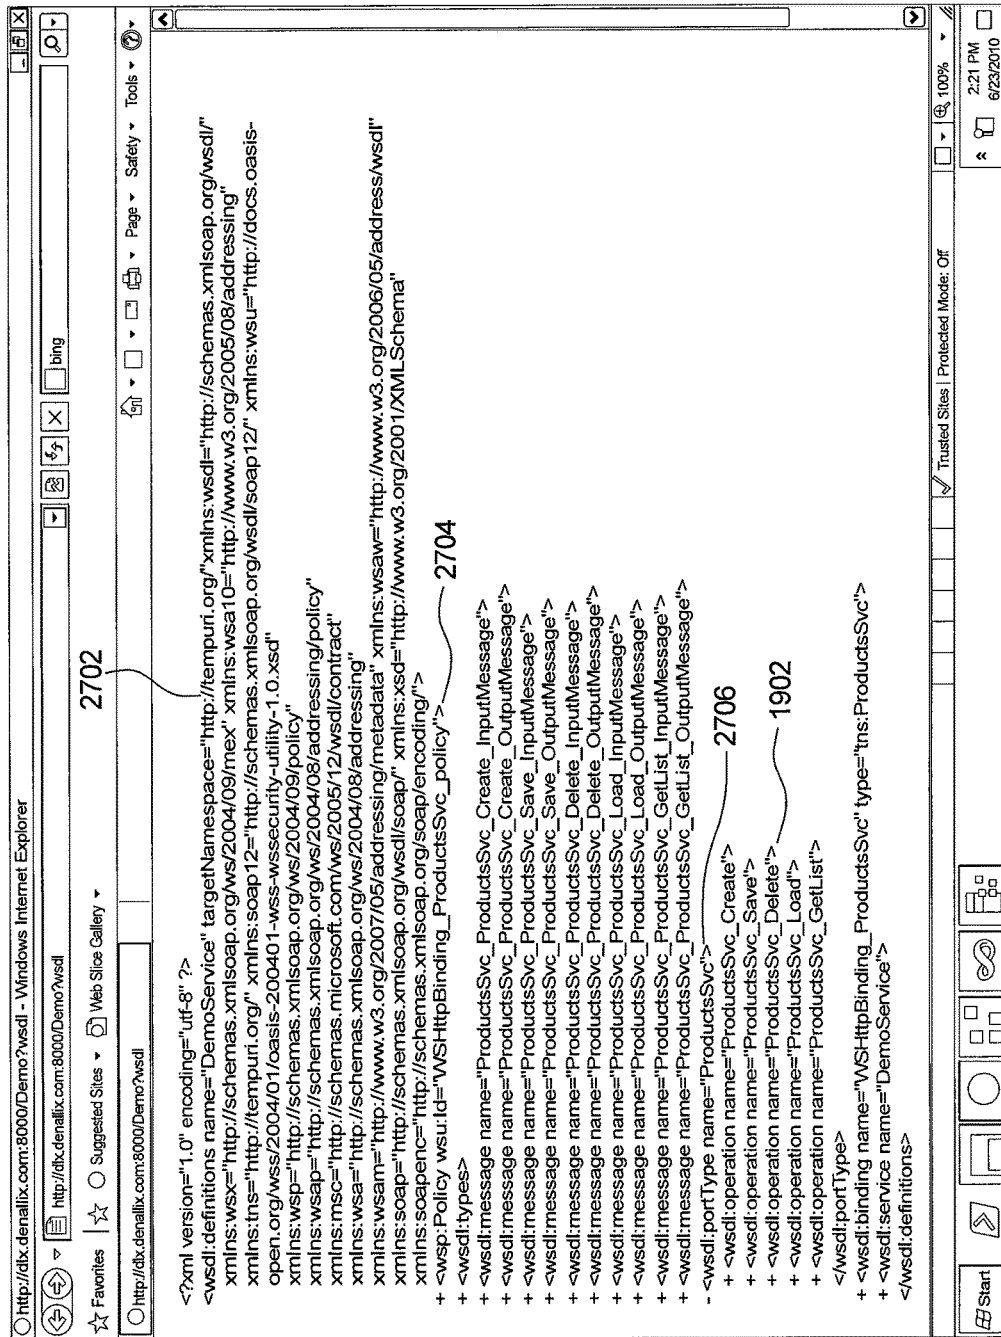 http://dlx.denallix.com:8000/Demo?wsdl - Windows Internet Explorer
http://dlx.denallix.com:8000/Demo?wsdl
bing
Favorites
Suggested Sites
Web Slice Gallery
http://dlx.denallix.com:8000/Demo?wsdl
Page Safety Tools
2702
<?xml version="1.0" encoding="utf-8" ?>
<wsdl:definitions name="DemoService" targetNamespace="http://tempuri.org/"xmlns:wsdl="http://schemas.xmlsoap.org/wsdl/"
xmlns:wsx="http://schemas.xmlsoap.org/ws/2004/09/mex" xmlns:wsa10="http://www.w3.org/2005/08/addressing"
xmlns:tns="http://tempuri.org/" xmlns:soap12="http://schemas.xmlsoap.org/wsdl/soap12/" xmlns:wsu="http://docs.oasis-
open.org/wss/2004/01/oasis-200401-wss-wssecurity-utility-1.0.xsd"
xmlns:wsp="http://schemas.xmlsoap.org/ws/2004/09/policy"
xmlns:wsap="http://schemas.xmlsoap.org/ws/2004/08/addressing/policy"
xmlns:msc="http://schemas.microsoft.com/ws/2005/12/wsdl/contract"
xmlns:wsa="http://schemas.xmlsoap.org/ws/2004/08/addressing"
xmlns:wsam="http://www.w3.org/2007/05/addressing/metadata" xmlns:wsaw="http://www.w3.org/2006/05/address/wsdl"
xmlns:soap="http://schemas.xmlsoap.org/wsdl/soap/" xmlns:xsd="http://www.w3.org/2001/XMLSchema"
xmlns:soapenc="http://schemas.xmlsoap.org/soap/encoding/">
+ <wsp:Policy wsu:Id="WSHttpBinding_ProductsSvc_policy"> 2704
+ <wsdl:types>
+ <wsdl:message name="ProductsSvc_ProductsSvc_Create_InputMessage">
+ <wsdl:message name="ProductsSvc_ProductsSvc_Create_OutputMessage">
+ <wsdl:message name="ProductsSvc_ProductsSvc_Save_InputMessage">
+ <wsdl:message name="ProductsSvc_ProductsSvc_Save_OutputMessage">
+ <wsdl:message name="ProductsSvc_ProductsSvc_Delete_InputMessage">
+ <wsdl:message name="ProductsSvc_ProductsSvc_Delete_OutputMessage">
+ <wsdl:message name="ProductsSvc_ProductsSvc_Load_InputMessage">
+ <wsdl:message name="ProductsSvc_ProductsSvc_Load_OutputMessage">
+ <wsdl:message name="ProductsSvc_ProductsSvc_GetList_InputMessage">
+ <wsdl:message name="ProductsSvc_ProductsSvc_GetList_OutputMessage">
- <wsdl:portType name="ProductsSvc"> 2706
+ <wsdl:operation name="ProductsSvc_Create">
+ <wsdl:operation name="ProductsSvc_Save">
+ <wsdl:operation name="ProductsSvc_Delete"> 1902
+ <wsdl:operation name="ProductsSvc_Load">
+ <wsdl:operation name="ProductsSvc_GetList">
</wsdl:portType>
+ <wsdl:binding name="WSHttpBinding_ProductsSvc" type="tns:ProductsSvc">
+ <wsdl:service name="DemoService">
</wsdl:definitions>
Trusted Sites | Protected Mode: Off
100%
Start
2:21 PM
6/23/2010